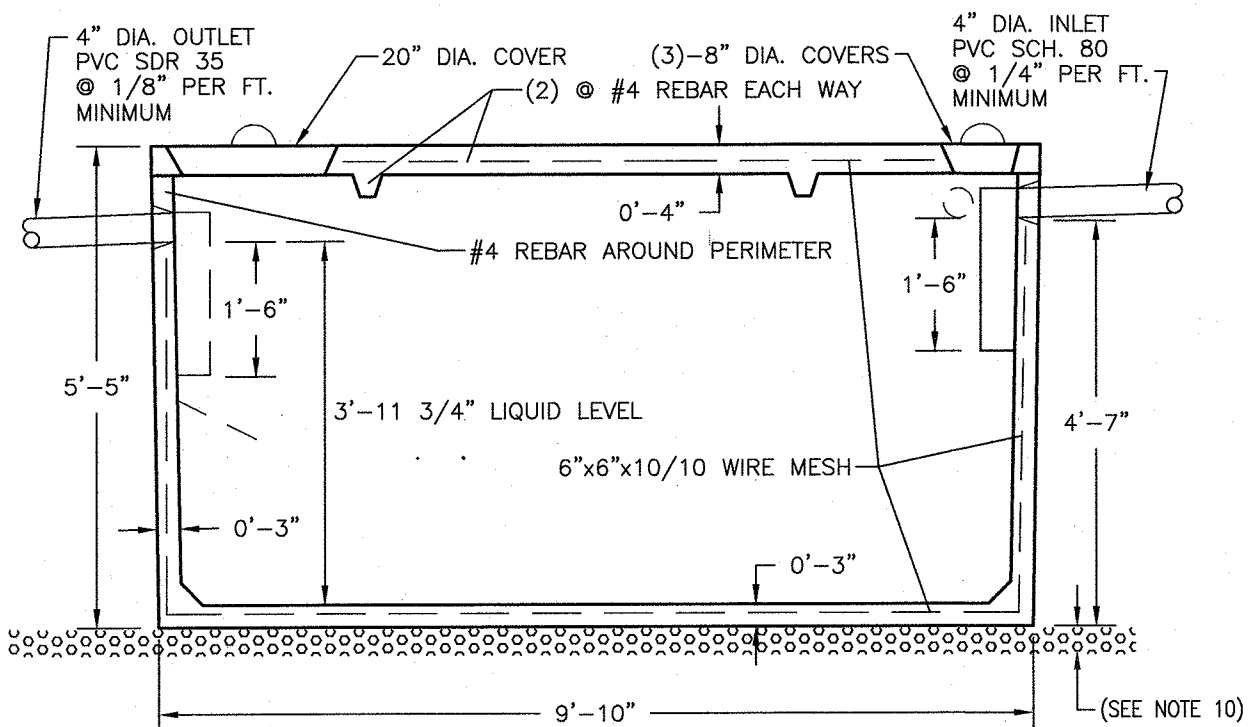 4” DIA. OUTLET
PVC SDR 35
@ 1/8” PER FT.
MINIMUM
20” DIA. COVER
(3)-8” DIA. COVERS
(2) @ #4 REBAR EACH WAY
4” DIA. INLET
PVC SCH. 80
@ 1/4” PER FT.
MINIMUM
0’-4”
#4 REBAR AROUND PERIMETER
1’-6”
1’-6”
5’-5”
3’-11 3/4” LIQUID LEVEL
4’-7”
6”x6”x10/10 WIRE MESH
0’-3”
0’-3”
9’-10”
(SEE NOTE 10)